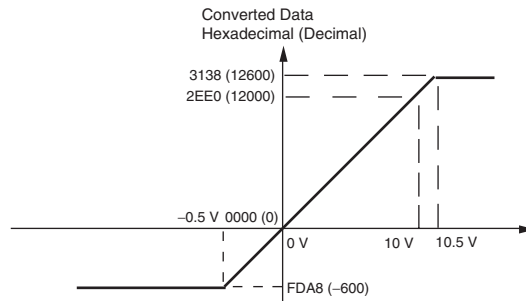 Converted Data
Hexadecimal (Decimal)
3138 (12600)
2EE0 (12000)
–0.5 V 0000 (0)
0 V 10 V 10.5 V
FDA8 (–600)